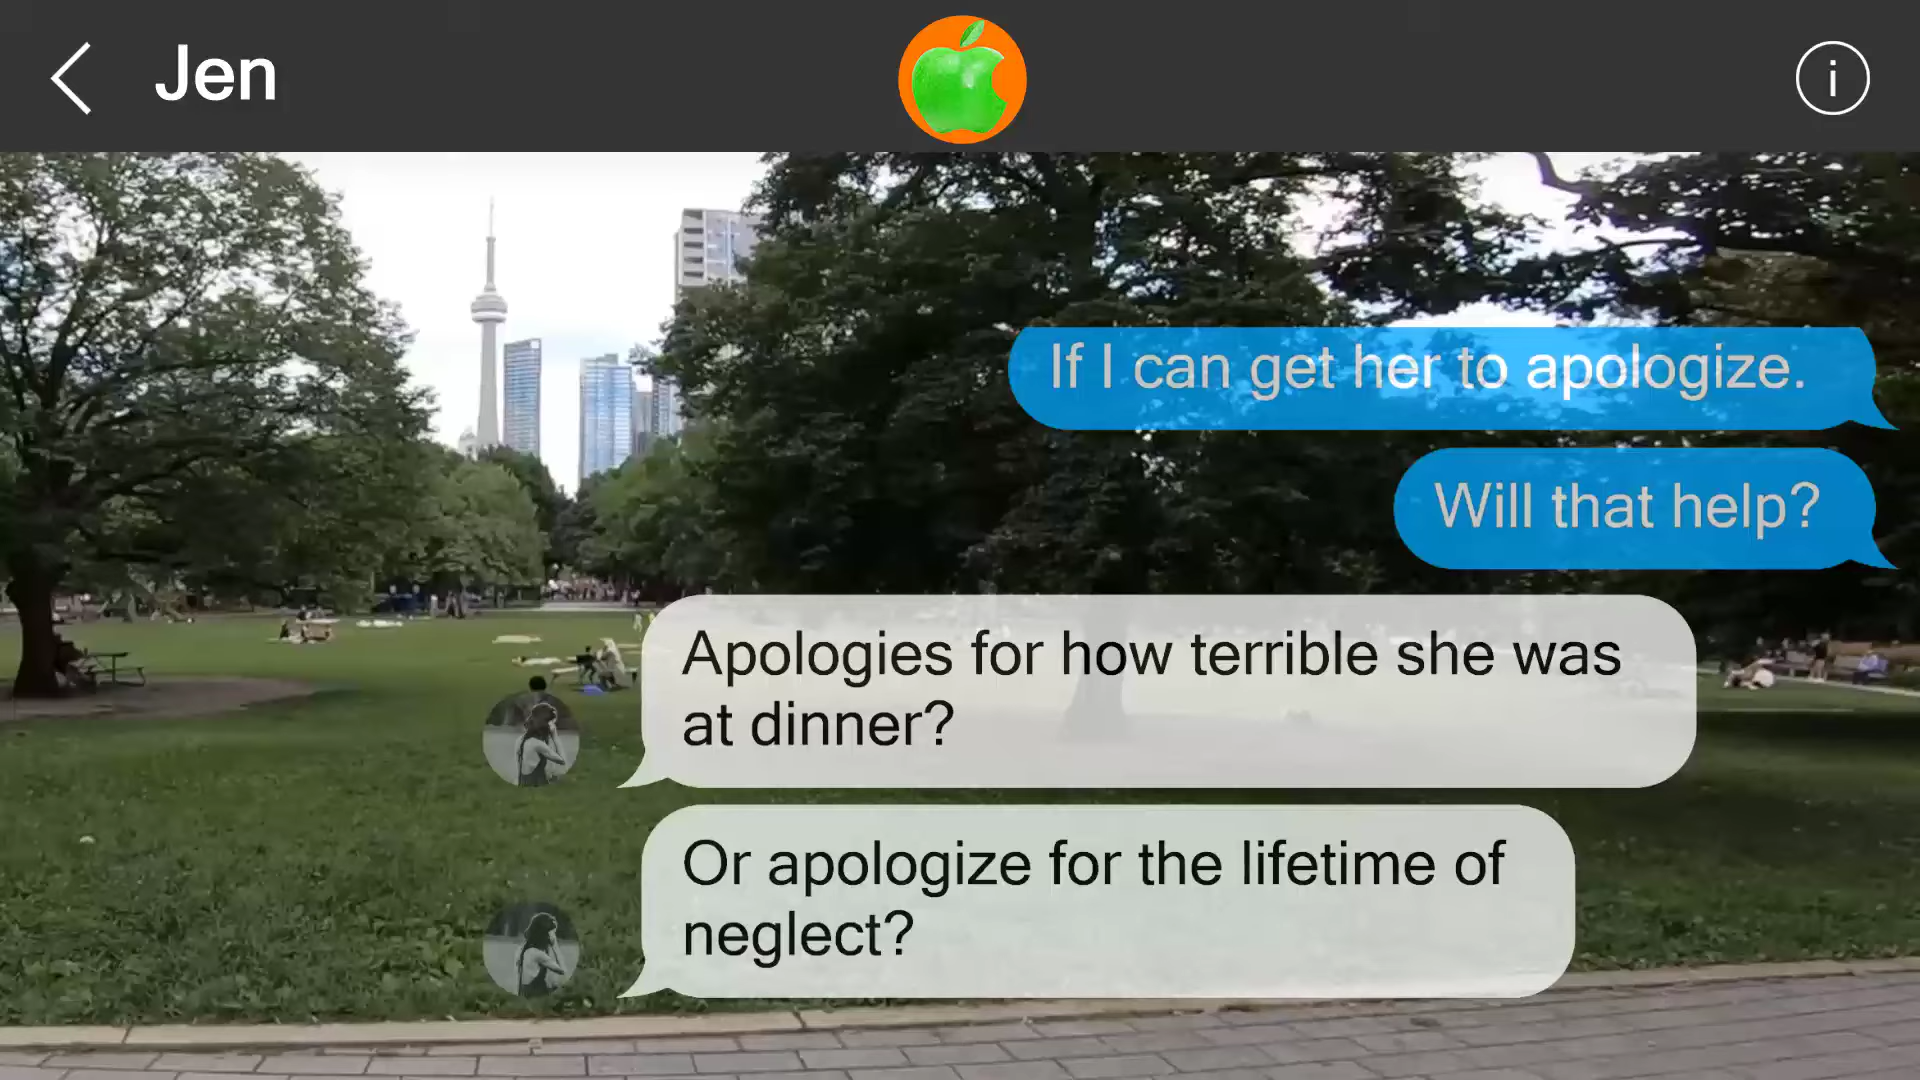 Jen
i
If I can get her to apologize.
Will that help?
Apologies for how terrible she was
at dinner?
Or apologize for the lifetime of
neglect?